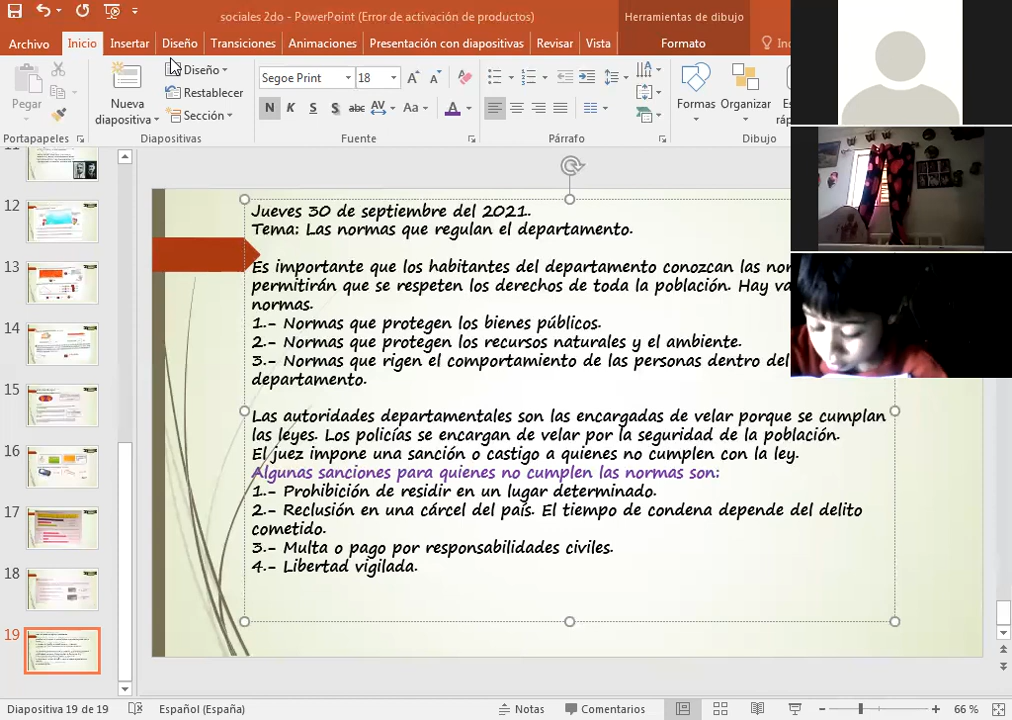 sociales 2do - PowerPoint (Error de activación de productos)
Herramientas de dibujo
Archivo Inicio Insertar Diseño Transiciones Animaciones Presentación con diapositivas Revisar Vista Formato
Pegar
Nueva diapositiva
Diseño
Restablecer
Sección
Segoe Print 18
N K S S abc AV Aa A
Formas Organizar
Portapapeles Diapositivas Fuente Párrafo Dibujo
12
13
14
15
16
17
18
19
Jueves 30 de septiembre del 2021.
Tema: Las normas que regulan el departamento.
Es importante que los habitantes del departamento conozcan las
permitirán que se respeten los derechos de toda la población. Hay
normas.
1.- Normas que protegen los bienes públicos.
2.- Normas que protegen los recursos naturales y el ambiente.
3.- Normas que rigen el comportamiento de las personas dentro del
departamento.
Las autoridades departamentales son las encargadas de velar porque se cumplan
las leyes. Los policías se encargan de velar por la seguridad de la población.
El juez impone una sanción o castigo a quienes no cumplen con la ley.
Algunas sanciones para quienes no cumplen las normas son:
1.- Prohibición de residir en un lugar determinado.
2.- Reclusión en una cárcel del país. El tiempo de condena depende del delito
cometido.
3.- Multa o pago por responsabilidades civiles.
4.- Libertad vigilada.
Diapositiva 19 de 19 Español (España) Notas Comentarios 66 %